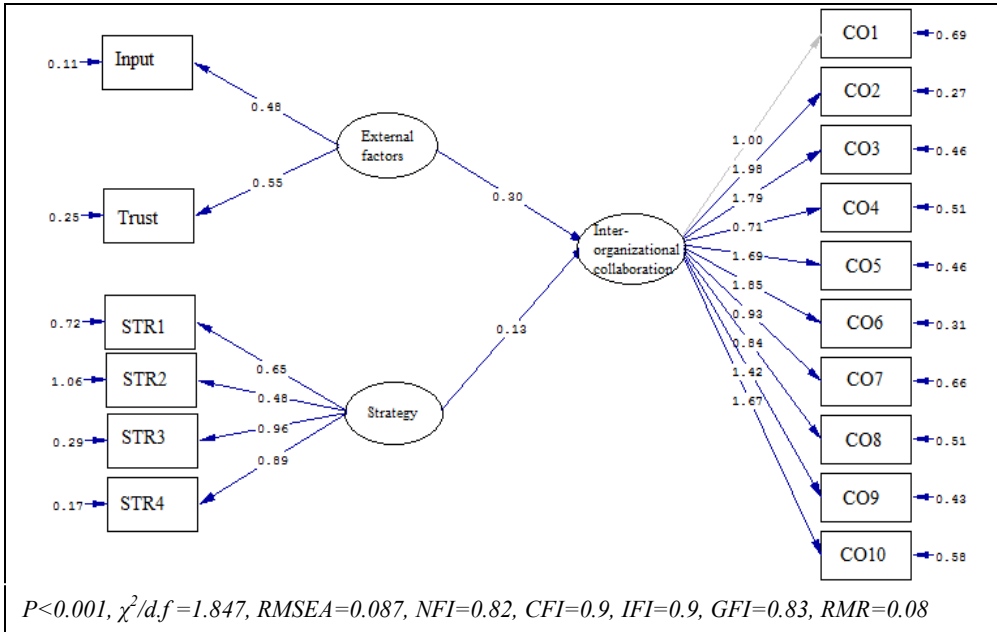 0.11
Input
0.48
External
factors
0.25
Trust
0.55
0.30
0.72
STR1
0.65
1.06
STR2
0.48
0.29
STR3
0.96
0.17
STR4
0.89
Strategy
0.13
Inter-
organizational
collaboration
1.00
1.98
1.79
0.71
1.69
1.85
0.93
0.84
1.42
1.67
CO1
0.69
CO2
0.27
CO3
0.46
CO4
0.51
CO5
0.46
CO6
0.31
CO7
0.66
CO8
0.51
CO9
0.43
CO10
0.58
P<0.001, χ²/d.f =1.847, RMSEA=0.087, NFI=0.82, CFI=0.9, IFI=0.9, GFI=0.83, RMR=0.08